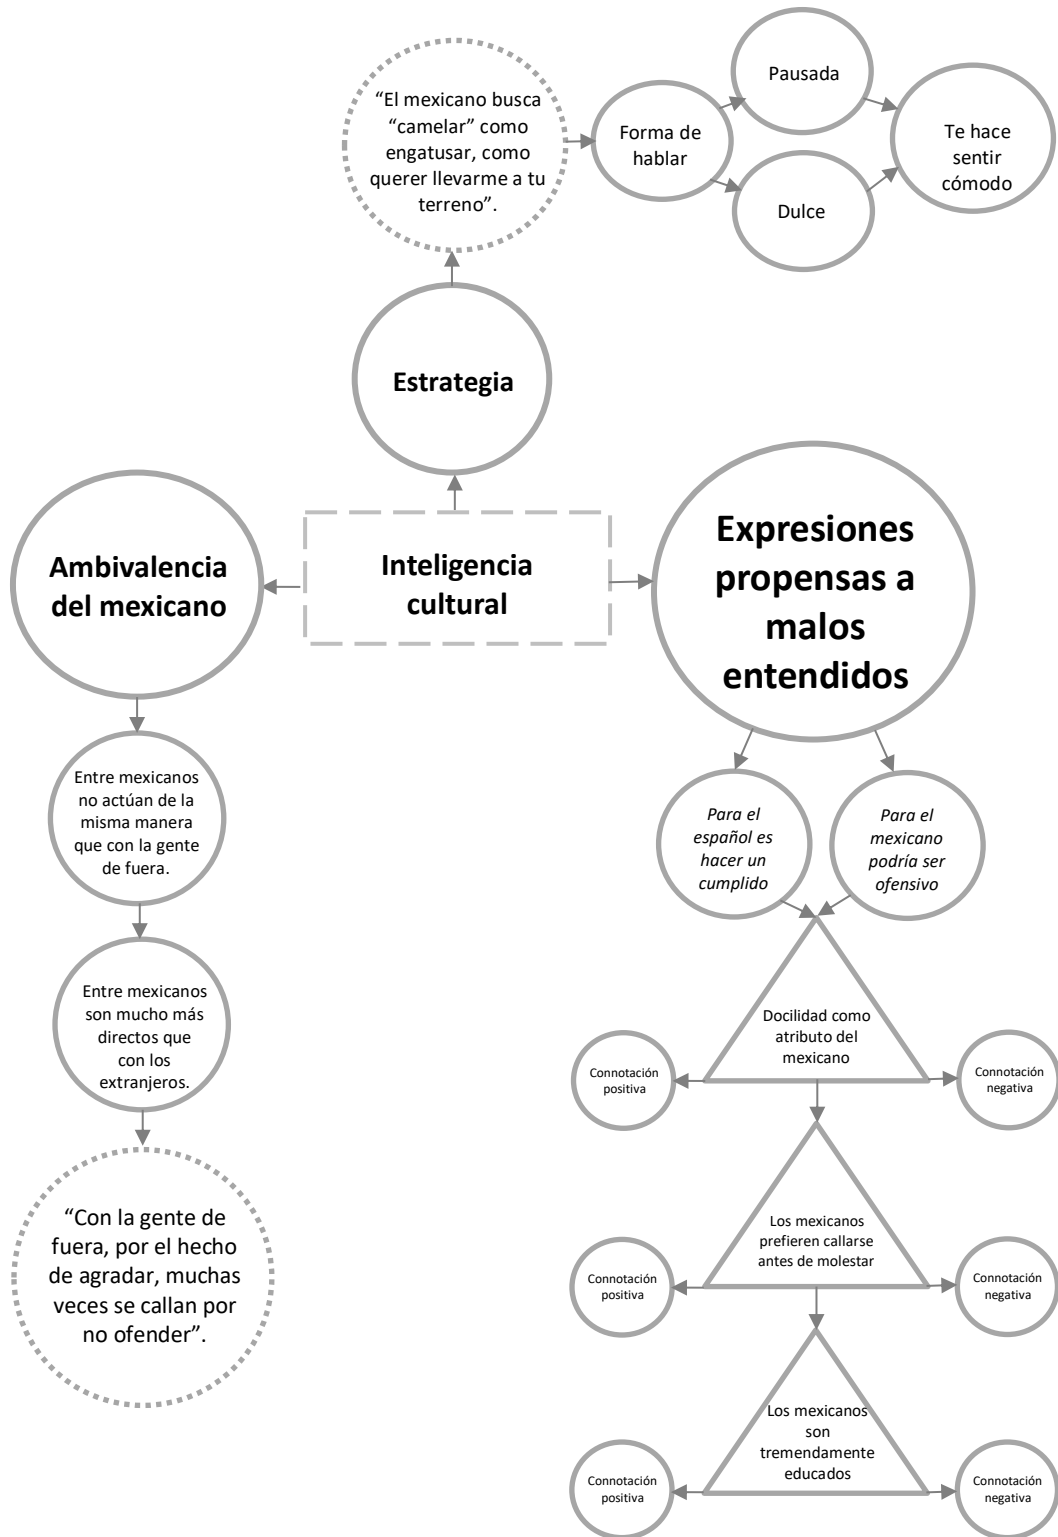 “El mexicano busca
“camelar” como
engatusar, como
querer llevarme a tu
terreno”.
Forma de
hablar
Pausada
Dulce
Te hace
sentir
cómodo
Estrategia
Inteligencia
cultural
Ambivalencia
del mexicano
Entre mexicanos
no actúan de la
misma manera
que con la gente
de fuera.
Entre mexicanos
son mucho más
directos que
con los
extranjeros.
“Con la gente de
fuera, por el hecho
de agradar, muchas
veces se callan por
no ofender”.
Expresiones
propensas a
malos
entendidos
Para el
español es
hacer un
cumplido
Para el
mexicano
podría ser
ofensivo
Docilidad como
atributo del
mexicano
Connotación
positiva
Connotación
negativa
Los mexicanos
prefieren callarse
antes de molestar
Connotación
positiva
Connotación
negativa
Los mexicanos
son
tremendamente
educados
Connotación
positiva
Connotación
negativa